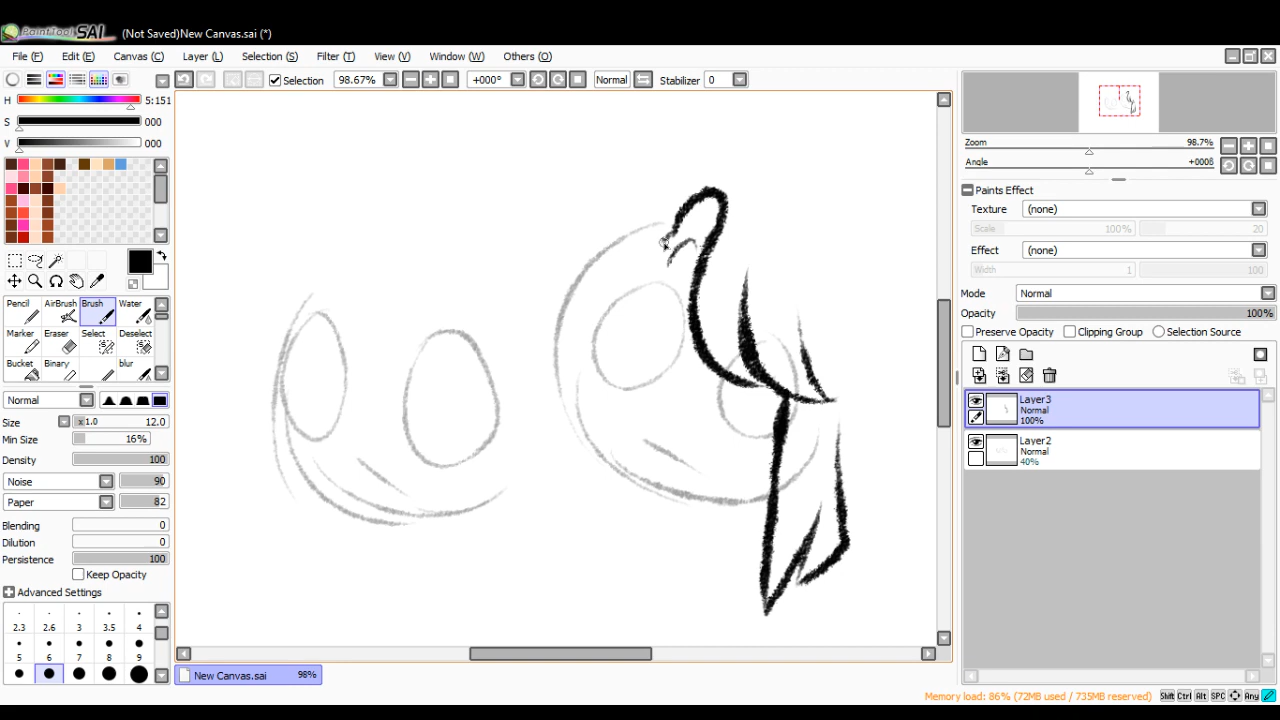 PaintTool SAI (Not Saved)New Canvas.sai (*)
File (F) Edit (E) Canvas (C) Layer (L) Selection (S) Filter (T) View (V) Window (W) Others (O)
Selection 98.67% +000° Normal Stabilizer 0
H 5:151
S 000
V 000
Pencil AirBrush Brush Water
Marker Eraser Select Deselect
Bucket Binary blur
Normal
Size x 1.0 12.0
Min Size 16%
Density 100
Noise 90
Paper 82
Blending 0
Dilution 0
Persistence 100
Keep Opacity
Advanced Settings
2.3 2.6 3 3.5 4
5 6 7 8 9
New Canvas.sai 98%
Zoom 98.7%
Angle +000ß
Paints Effect
Texture (none)
Scale 100% 20
Effect (none)
Width 1 100
Mode Normal
Opacity 100%
Preserve Opacity Clipping Group Selection Source
Layer3
Normal
100%
Layer2
Normal
40%
Memory load: 86% (72MB used / 735MB reserved) Shift Ctrl Alt SPC Any